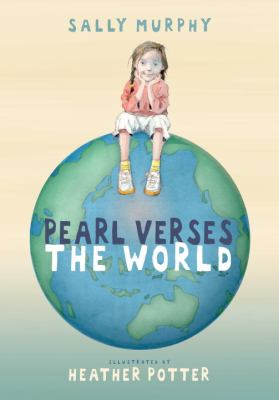 SALLY MURPHY
PEARL VERSES
THE WORLD
ILLUSTRATED BY
HEATHER POTTER